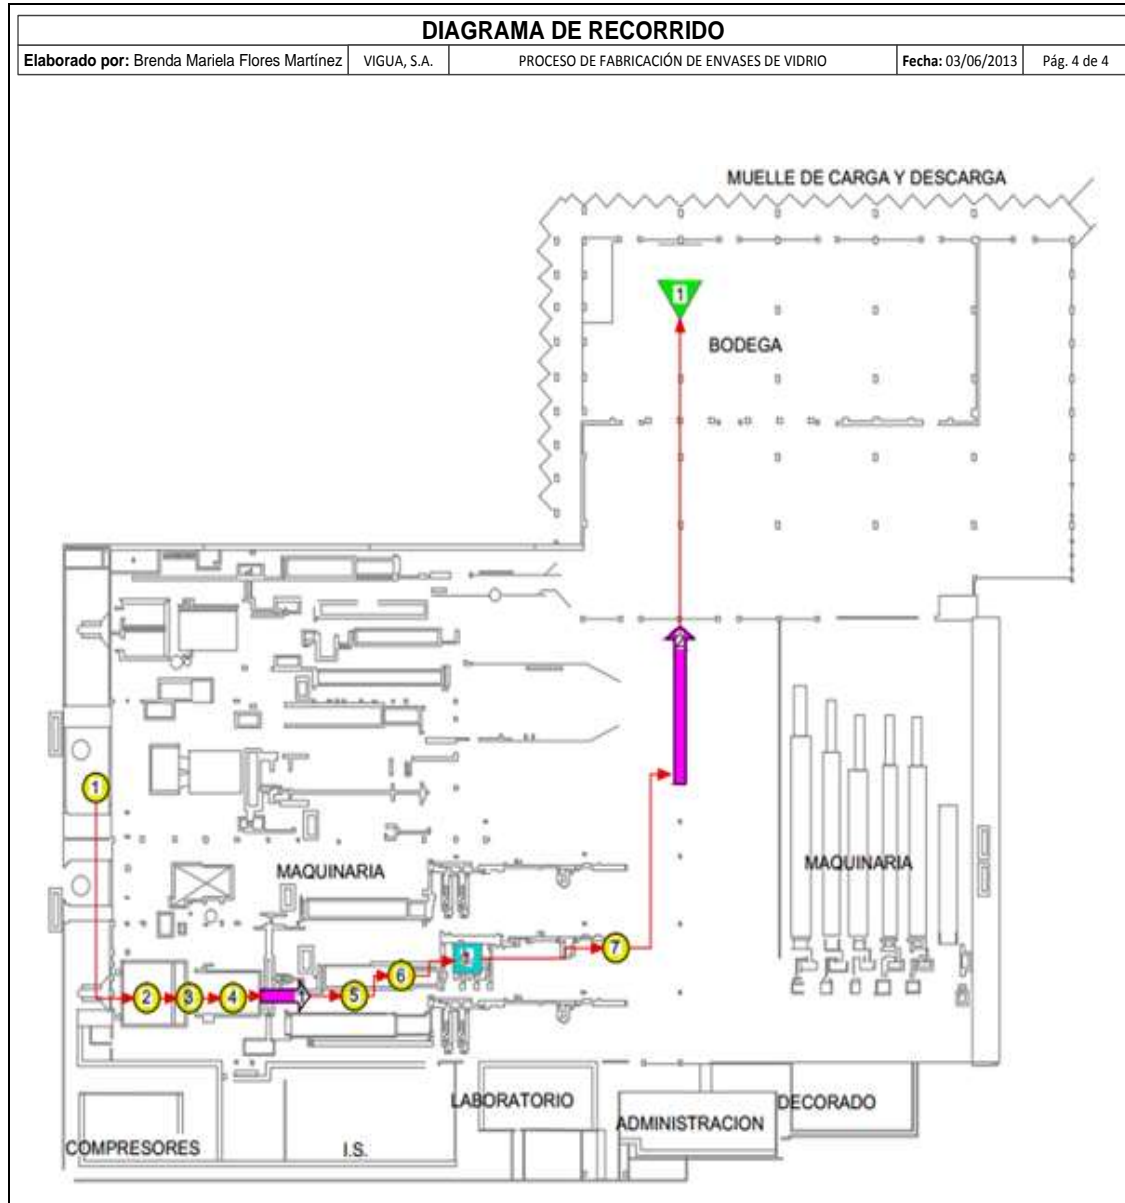 DIAGRAMA DE RECORRIDO
Elaborado por: Brenda Mariela Flores Martínez VIGUA, S.A. PROCESO DE FABRICACIÓN DE ENVASES DE VIDRIO Fecha: 03/06/2013 Pág. 4 de 4
MUELLE DE CARGA Y DESCARGA
1
BODEGA
2
1
MAQUINARIA
MAQUINARIA
7
1
6
2
3
4
1
5
LABORATORIO
DECORADO
ADMINISTRACION
COMPRESORES
I.S.